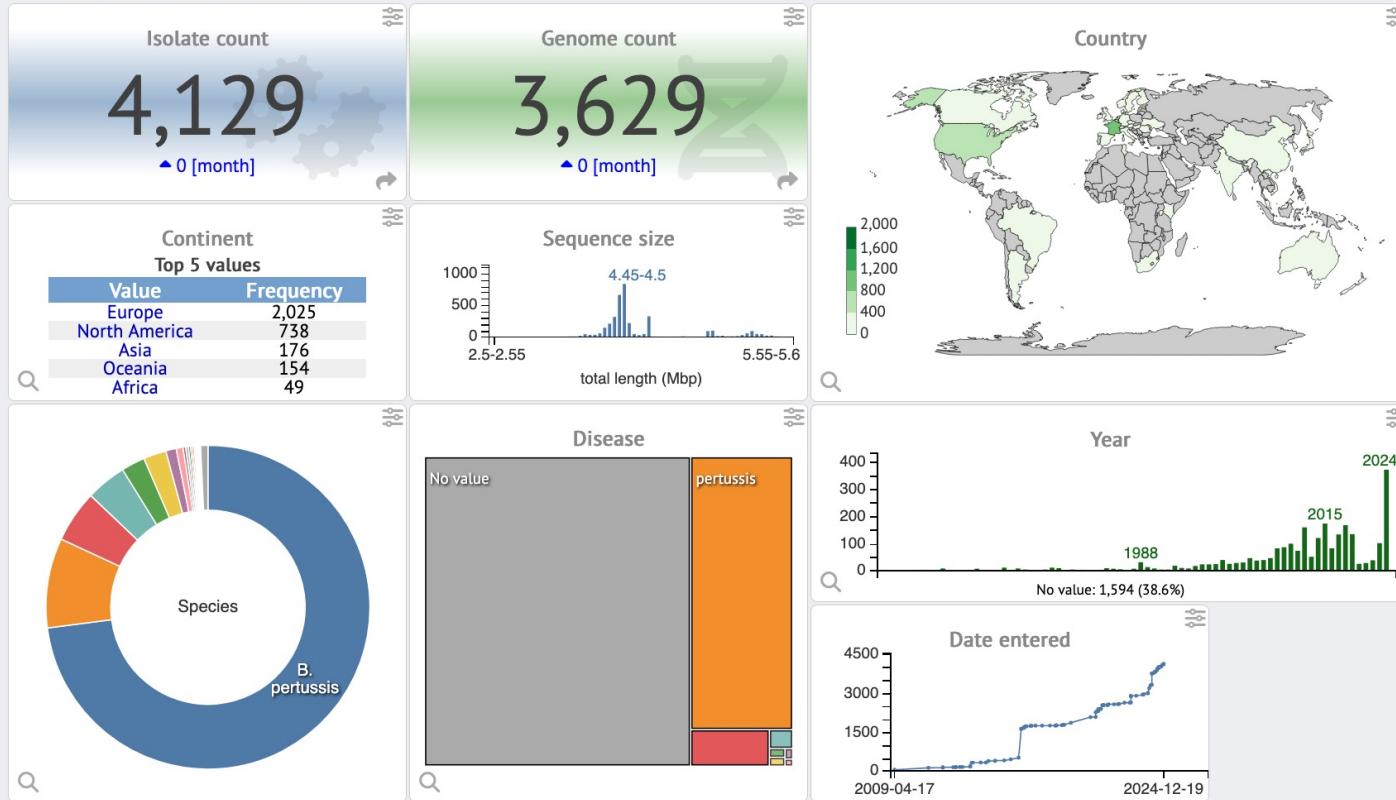 Isolate count
4,129
0 [month]
Genome count
3,629
0 [month]
Country
2,000
1,600
1,200
800
400
0
Continent
Top 5 values
Value Frequency
Europe 2,025
North America 738
Asia 176
Oceania 154
Africa 49
Sequence size
4.45-4.5
1000
500
0
2.5-2.55 5.55-5.6
total length (Mbp)
Species
B.
pertussis
Disease
No value
pertussis
Year
400
300
200
100
0
1988
2015
2024
No value: 1,594 (38.6%)
Date entered
4500
3000
1500
0
2009-04-17 2024-12-19